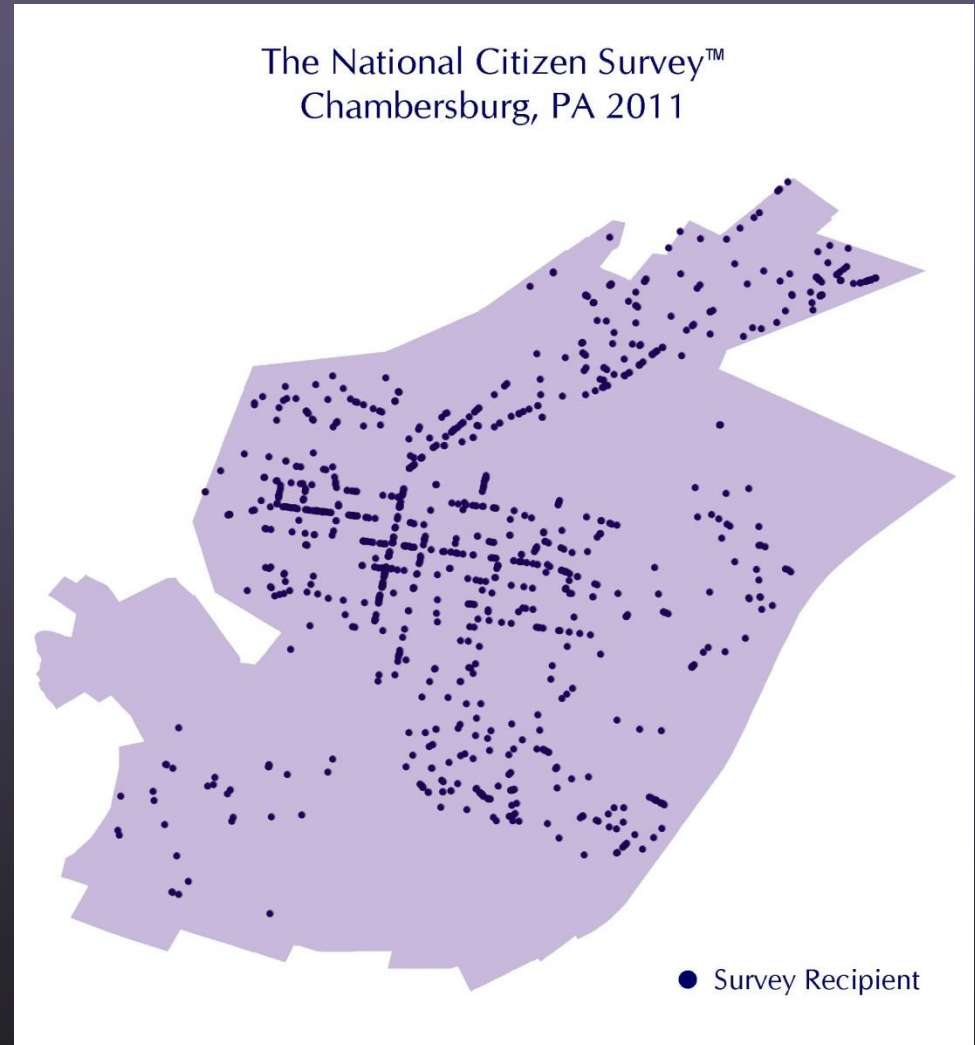 The National Citizen Survey™
Chambersburg, PA 2011
Survey Recipient